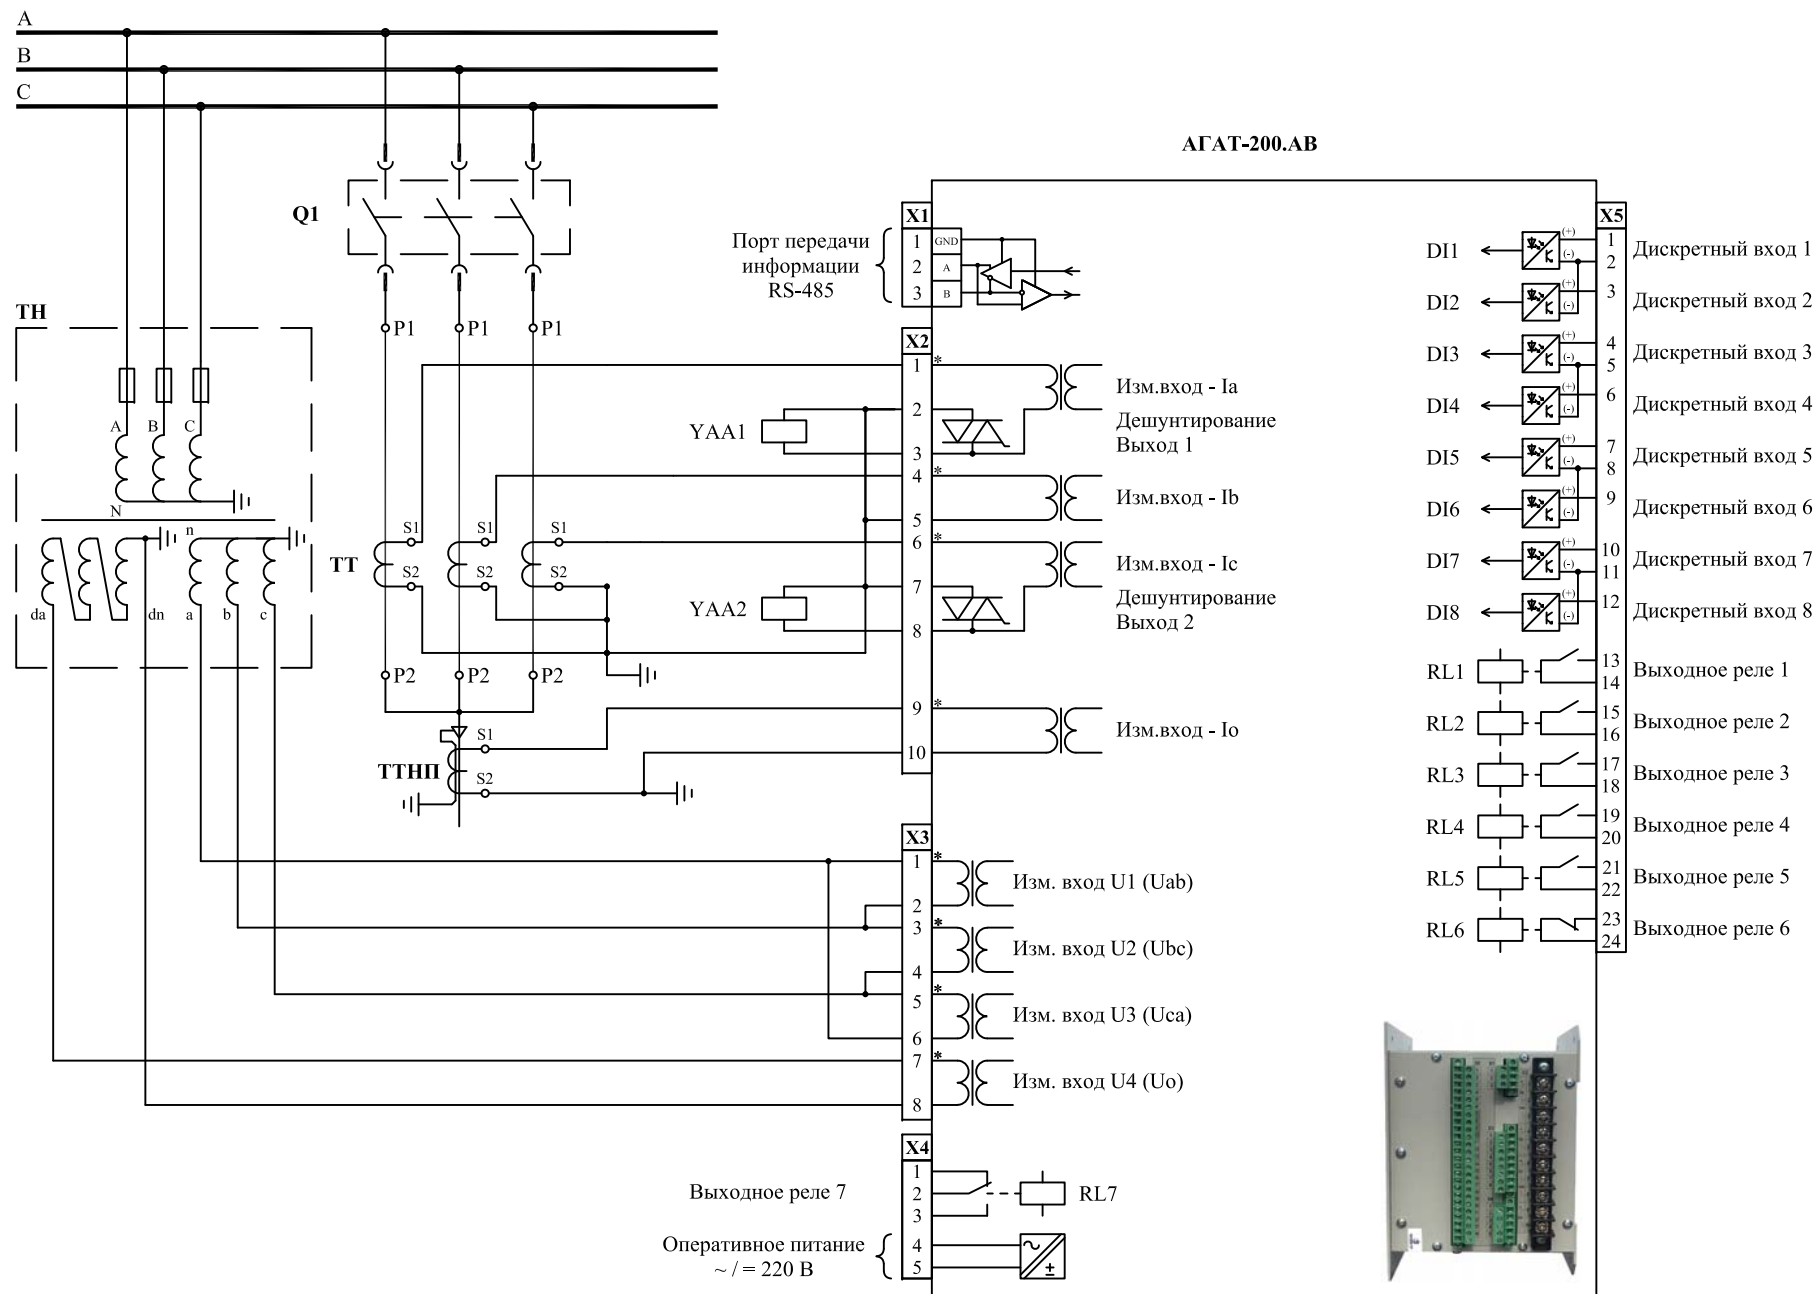 A
B
C
АГАТ-200.АВ
Q1
X1
1 GND
2 A
3 B
Порт передачи
информации
RS-485
ТН
A B C
N
n
da dn a b c
P1 P1 P1
ТТ
S1 S1 S1
S2 S2 S2
P2 P2 P2
ТТНП
S1
S2
YAA1
YAA2
X2
1 *
2
3
4 *
5
6 *
7
8
9 *
10
Изм.вход - Ia
Дешунтирование
Выход 1
Изм.вход - Ib
Изм.вход - Ic
Дешунтирование
Выход 2
Изм.вход - Io
X3
1 *
2
3 *
4
5 *
6
7 *
8
Изм. вход U1 (Uab)
Изм. вход U2 (Ubc)
Изм. вход U3 (Uca)
Изм. вход U4 (Uo)
X4
1
2
3
4
5
Выходное реле 7
RL7
Оперативное питание
~ / = 220 В
X5
DI1 (+) 1 Дискретный вход 1
(-) 2
DI2 (+) 3 Дискретный вход 2
(-)
DI3 (+) 4 Дискретный вход 3
(-) 5
DI4 (+) 6 Дискретный вход 4
(-)
DI5 (+) 7 Дискретный вход 5
(-) 8
DI6 (+) 9 Дискретный вход 6
(-)
DI7 (+) 10 Дискретный вход 7
(-) 11
DI8 (+) 12 Дискретный вход 8
(-)
RL1 13 Выходное реле 1
14
RL2 15 Выходное реле 2
16
RL3 17 Выходное реле 3
18
RL4 19 Выходное реле 4
20
RL5 21 Выходное реле 5
22
RL6 23 Выходное реле 6
24